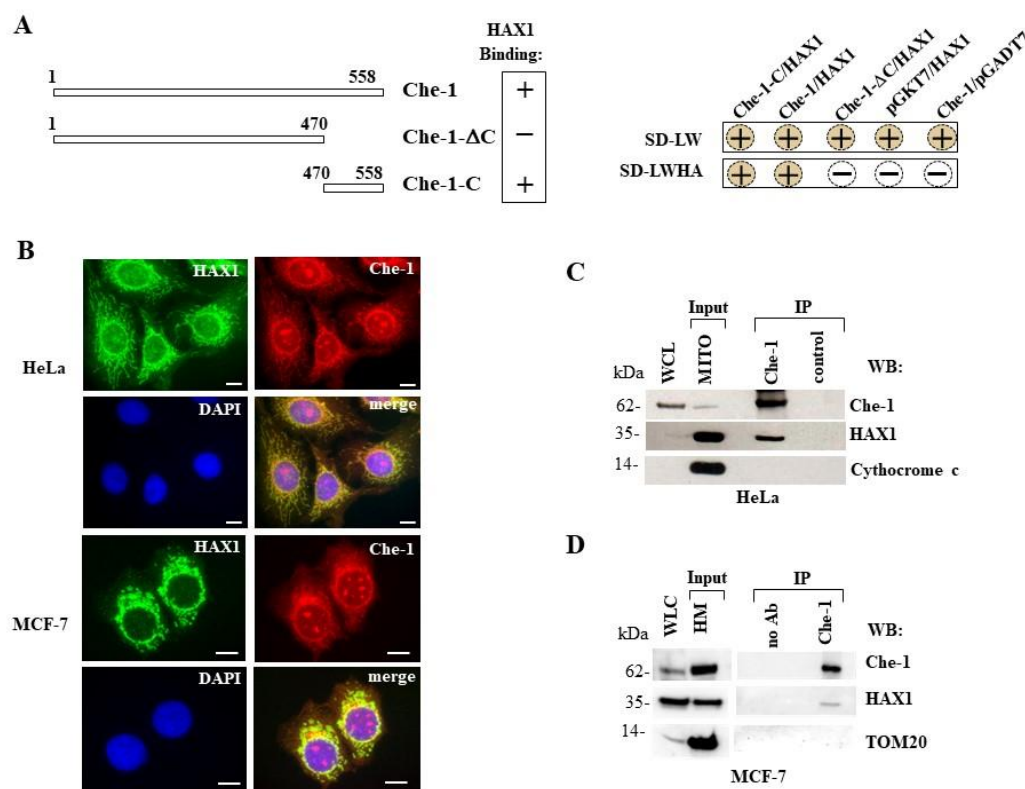 A
HAX1
Binding:
1 558
Che-1
+
1 470
Che-1-ΔC
−
470 558
Che-1-C
+
Che-1-C/HAX1
Che-1/HAX1
Che-1-ΔC/HAX1
pGKT7/HAX1
Che-1/pGADT7
SD-LW + + + + +
SD-LWHA + + − − −
B
HeLa
HAX1
Che-1
DAPI
merge
MCF-7
HAX1
Che-1
DAPI
merge
C
Input IP
kDa WCL MITO Che-1 control WB:
62- Che-1
35- HAX1
14- Cythocrome c
HeLa
D
Input IP
kDa WLC HM no Ab Che-1 WB:
62- Che-1
35- HAX1
14- TOM20
MCF-7